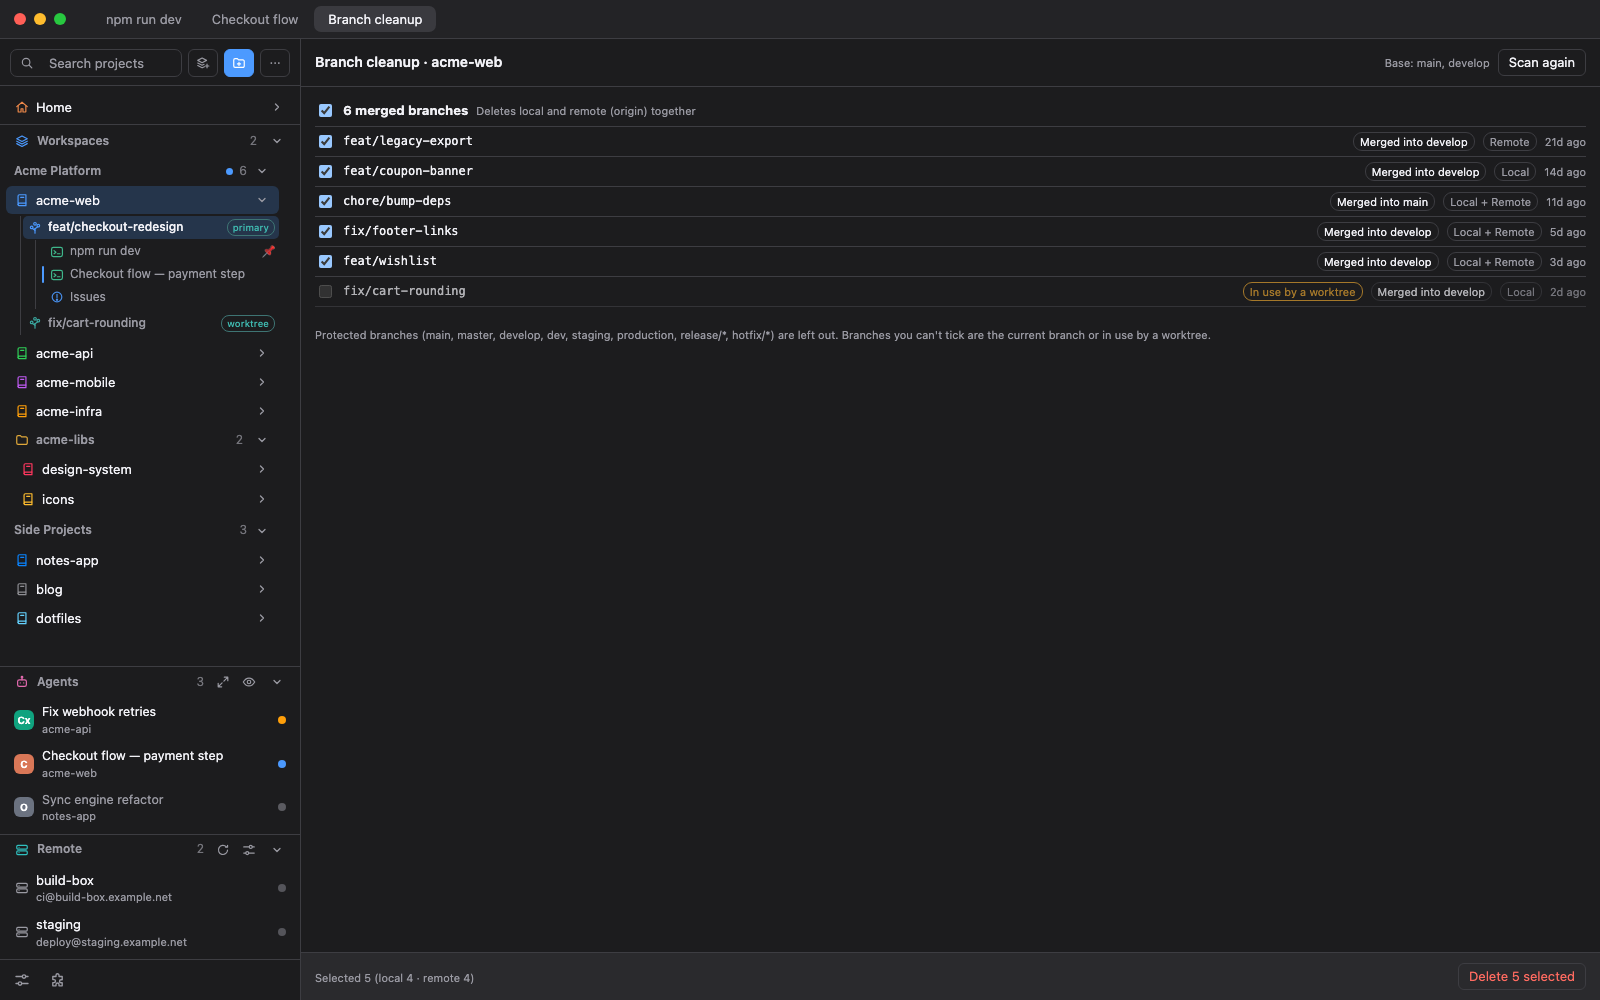 npm run dev
Checkout flow
Branch cleanup
Search projects
Home
Workspaces 2
Acme Platform 6
acme-web
feat/checkout-redesign primary
npm run dev
Checkout flow — payment step
Issues
fix/cart-rounding worktree
acme-api
acme-mobile
acme-infra
acme-libs 2
design-system
icons
Side Projects 3
notes-app
blog
dotfiles
Agents 3
Cx Fix webhook retries
acme-api
C Checkout flow — payment step
acme-web
O Sync engine refactor
notes-app
Remote 2
build-box
ci@build-box.example.net
staging
deploy@staging.example.net
Branch cleanup · acme-web Base: main, develop Scan again
6 merged branches Deletes local and remote (origin) together
feat/legacy-export Merged into develop Remote 21d ago
feat/coupon-banner Merged into develop Local 14d ago
chore/bump-deps Merged into main Local + Remote 11d ago
fix/footer-links Merged into develop Local + Remote 5d ago
feat/wishlist Merged into develop Local + Remote 3d ago
fix/cart-rounding In use by a worktree Merged into develop Local 2d ago
Protected branches (main, master, develop, dev, staging, production, release/*, hotfix/*) are left out. Branches you can't tick are the current branch or in use by a worktree.
Selected 5 (local 4 · remote 4) Delete 5 selected